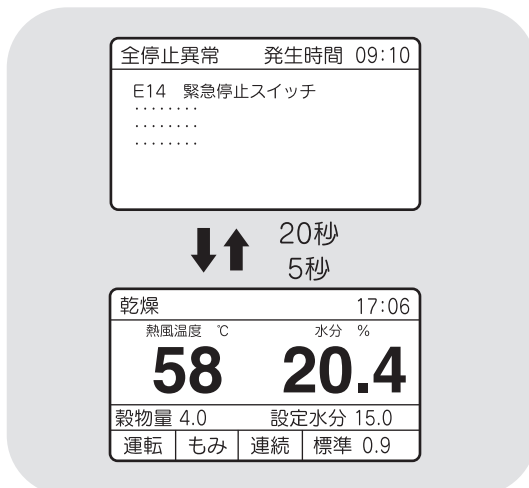 全停止異常 発生時間 09:10
E14 緊急停止スイッチ
........
........
........
20秒
5秒
乾燥 17:06
熱風温度 ℃ 水分 %
58 20.4
穀物量 4.0 設定水分 15.0
運転 もみ 連続 標準 0.9